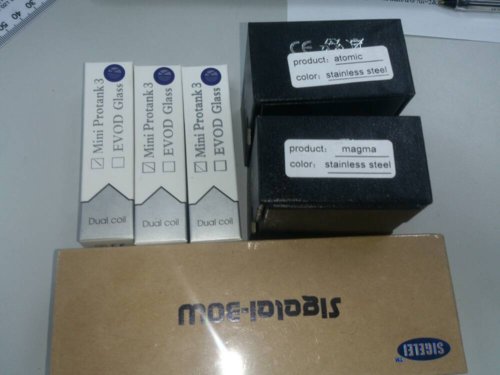 Mini Protank 3
EVOD Glass
Dual coil
Mini Protank 3
EVOD Glass
Dual coil
Mini Protank 3
EVOD Glass
Dual coil
CE
product: atomic
color: stainless steel
product: magma
color: stainless steel
sigelei-30W
SIGELEI
TM